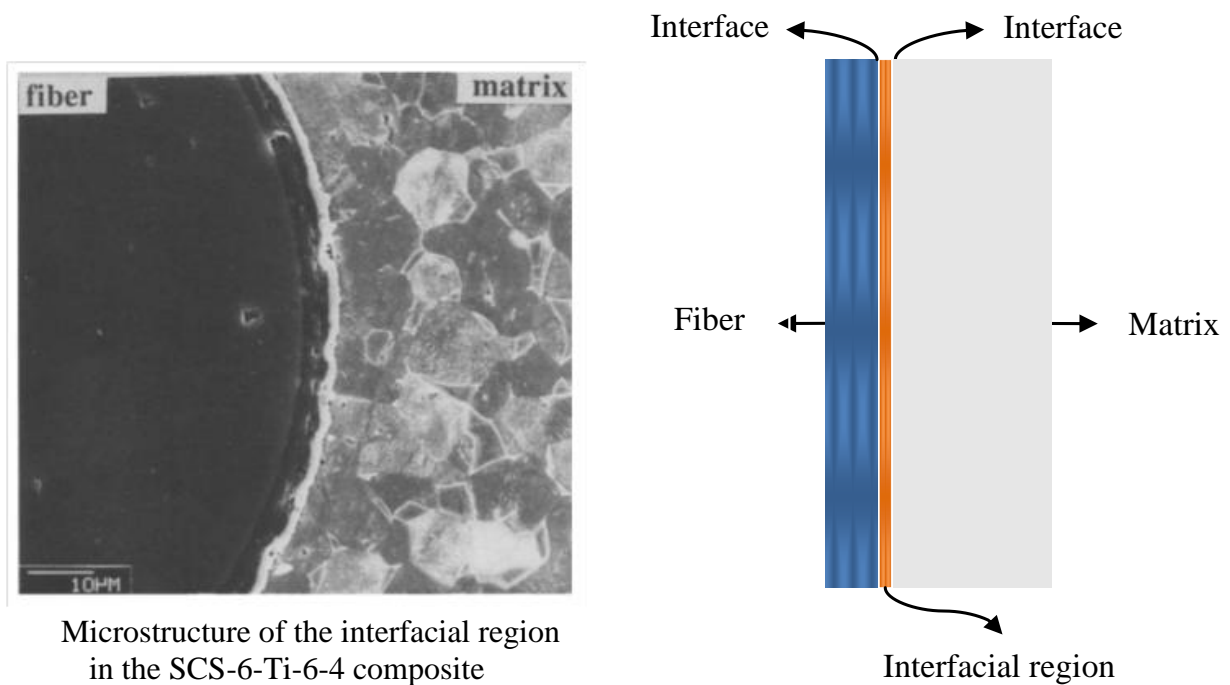 Interface
Interface
fiber
matrix
Fiber
Matrix
10µM
Microstructure of the interfacial region
in the SCS-6-Ti-6-4 composite
Interfacial region